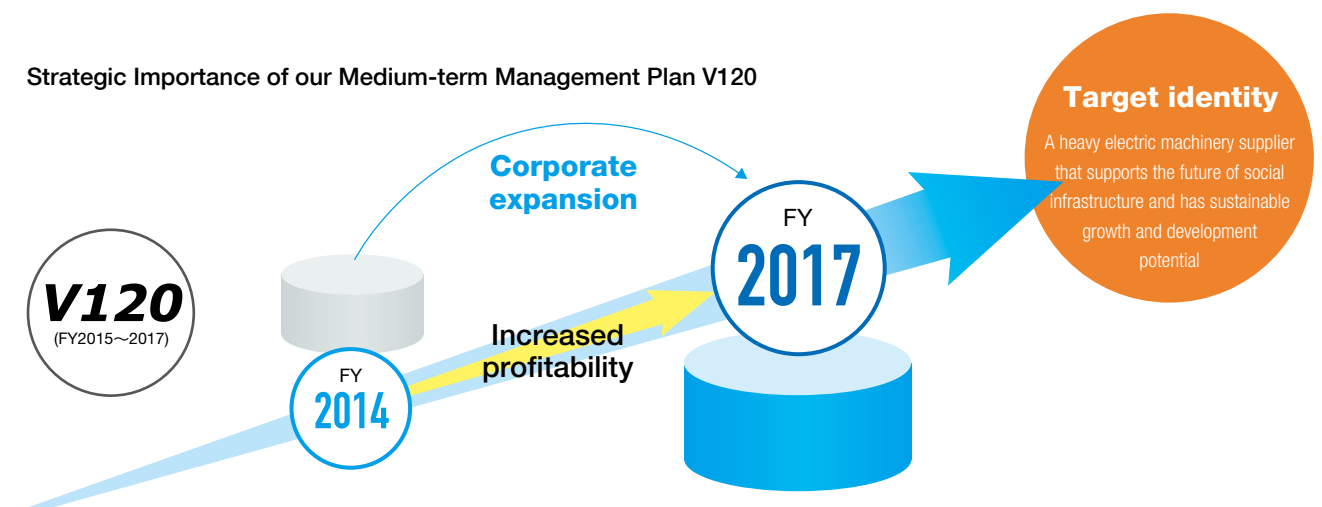 Strategic Importance of our Medium-term Management Plan V120
Target identity
A heavy electric machinery supplier
that supports the future of social
infrastructure and has sustainable
growth and development
potential
Corporate
expansion
FY
2017
V120
(FY2015～2017)
Increased
profitability
FY
2014